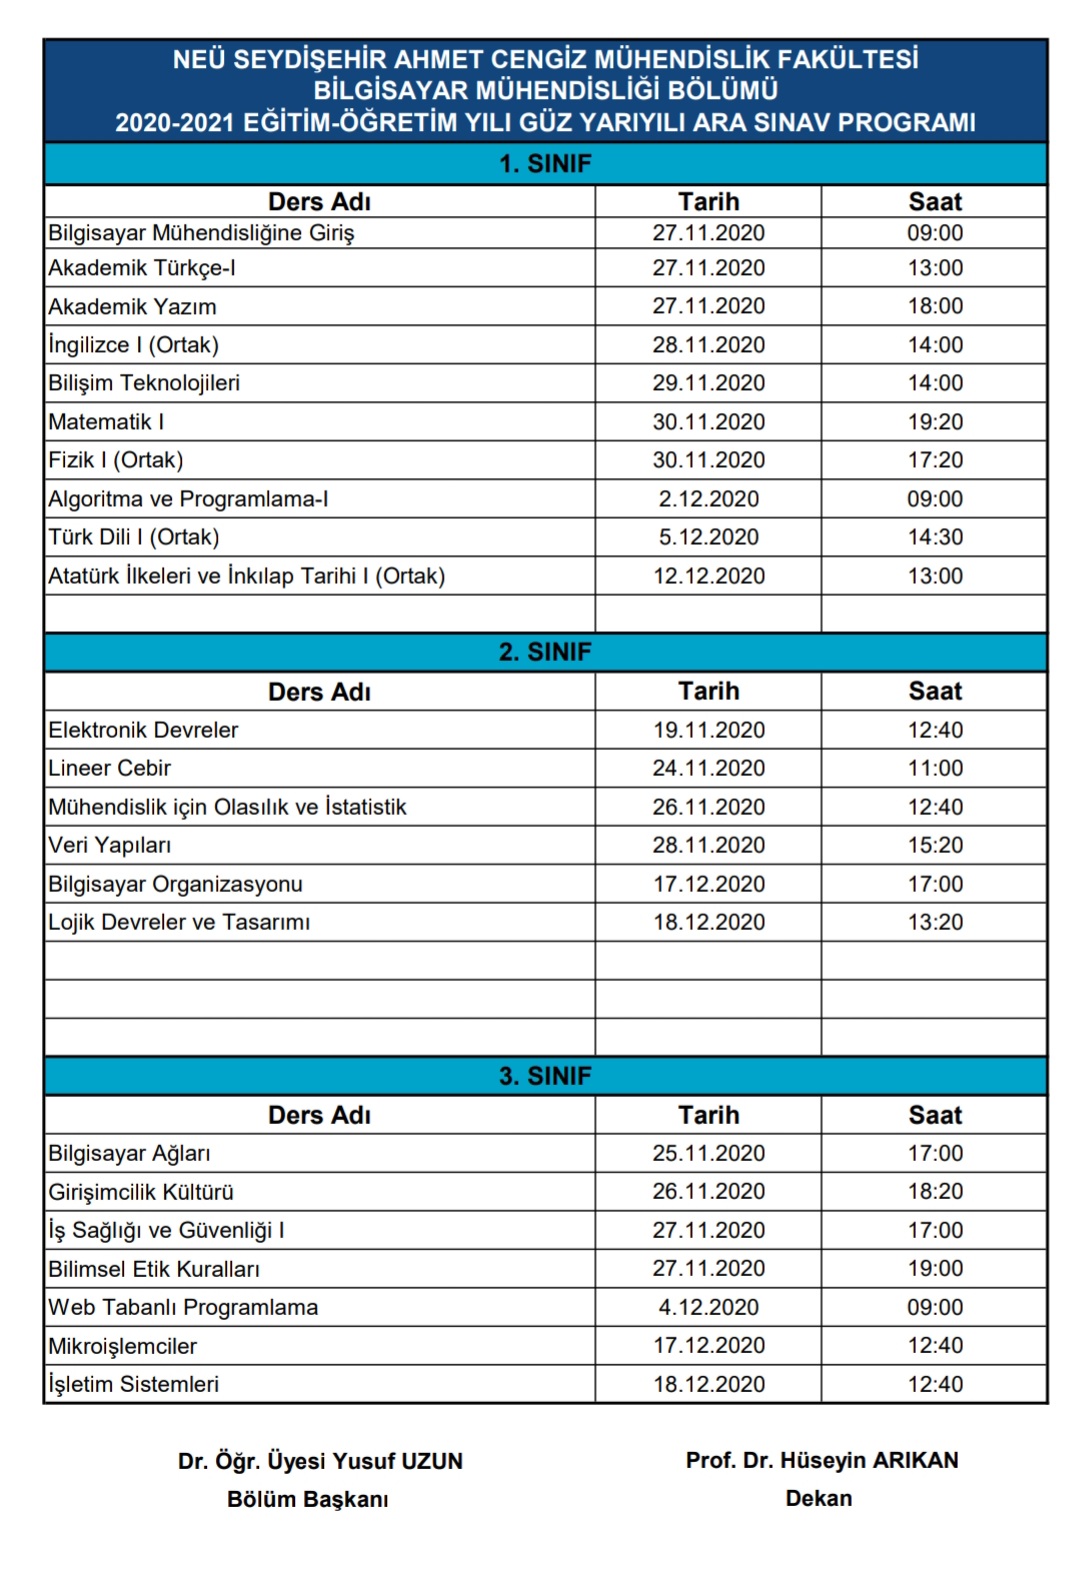 NEÜ SEYDİŞEHİR AHMET CENGİZ MÜHENDİSLİK FAKÜLTESİ
BİLGİSAYAR MÜHENDİSLİĞİ BÖLÜMÜ
2020-2021 EĞİTİM-ÖĞRETİM YILI GÜZ YARIYILI ARA SINAV PROGRAMI
1. SINIF
Ders Adı Tarih Saat
Bilgisayar Mühendisliğine Giriş 27.11.2020 09:00
Akademik Türkçe-I 27.11.2020 13:00
Akademik Yazım 27.11.2020 18:00
İngilizce I (Ortak) 28.11.2020 14:00
Bilişim Teknolojileri 29.11.2020 14:00
Matematik I 30.11.2020 19:20
Fizik I (Ortak) 30.11.2020 17:20
Algoritma ve Programlama-I 2.12.2020 09:00
Türk Dili I (Ortak) 5.12.2020 14:30
Atatürk İlkeleri ve İnkılap Tarihi I (Ortak) 12.12.2020 13:00
2. SINIF
Ders Adı Tarih Saat
Elektronik Devreler 19.11.2020 12:40
Lineer Cebir 24.11.2020 11:00
Mühendislik için Olasılık ve İstatistik 26.11.2020 12:40
Veri Yapıları 28.11.2020 15:20
Bilgisayar Organizasyonu 17.12.2020 17:00
Lojik Devreler ve Tasarımı 18.12.2020 13:20
3. SINIF
Ders Adı Tarih Saat
Bilgisayar Ağları 25.11.2020 17:00
Girişimcilik Kültürü 26.11.2020 18:20
İş Sağlığı ve Güvenliği I 27.11.2020 17:00
Bilimsel Etik Kuralları 27.11.2020 19:00
Web Tabanlı Programlama 4.12.2020 09:00
Mikroişlemciler 17.12.2020 12:40
İşletim Sistemleri 18.12.2020 12:40
Dr. Öğr. Üyesi Yusuf UZUN Prof. Dr. Hüseyin ARIKAN
Bölüm Başkanı Dekan